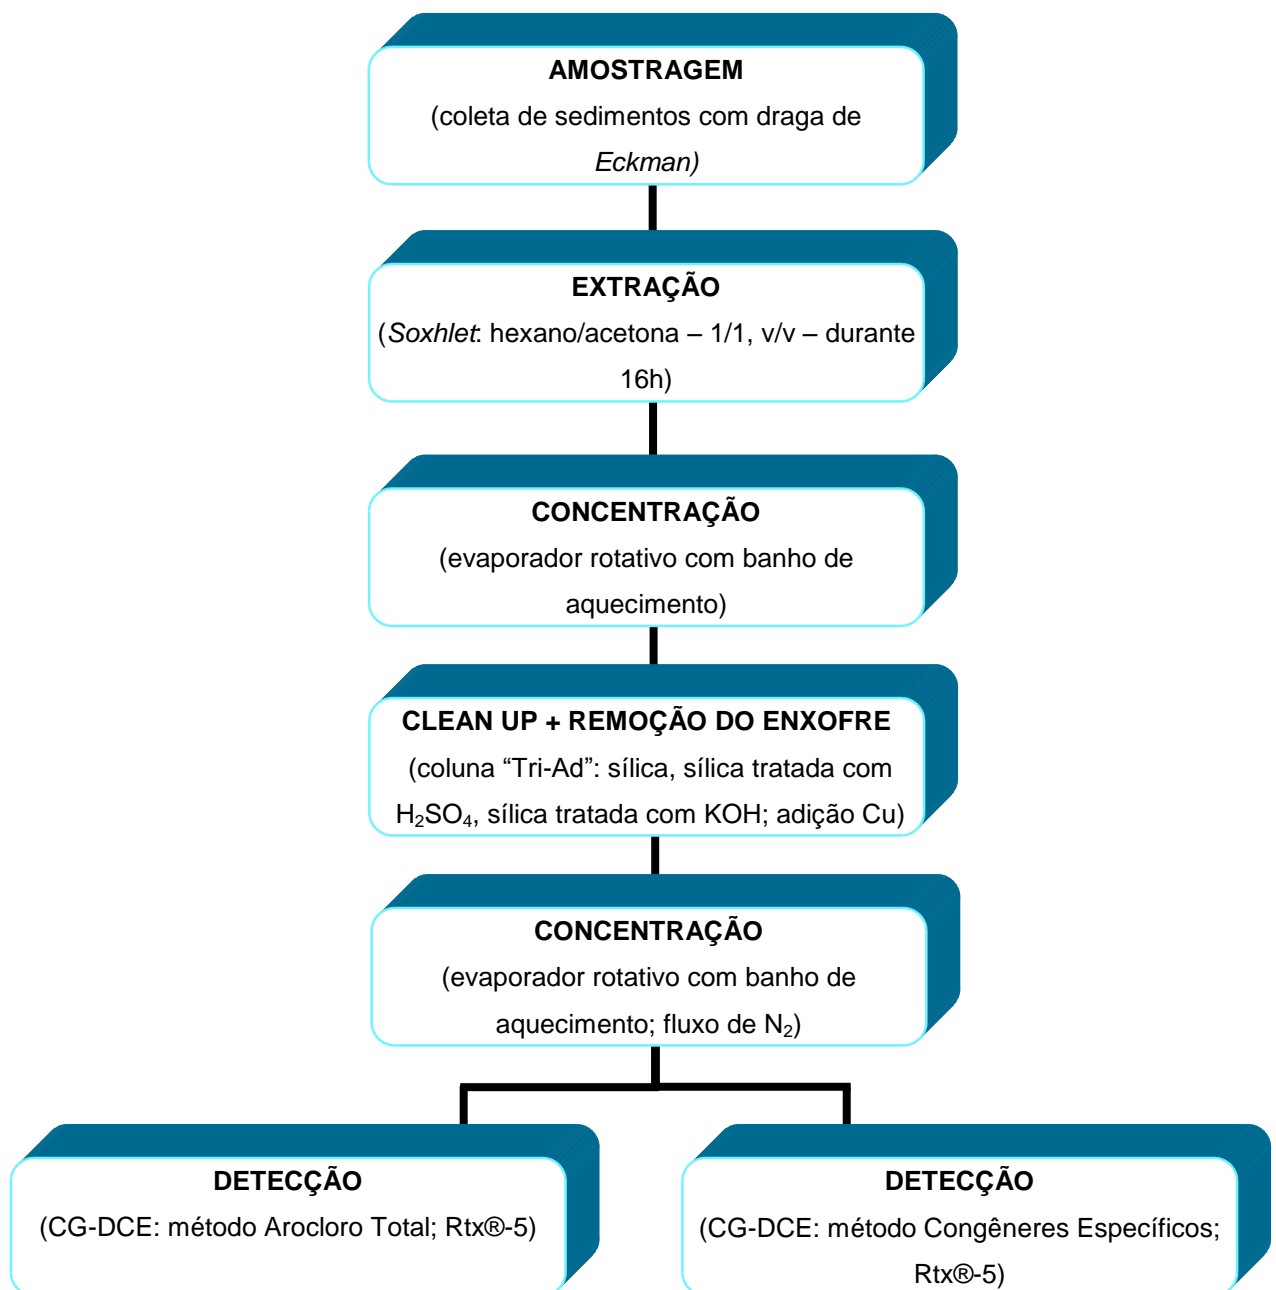 AMOSTRAGEM
(coleta de sedimentos com draga de
Eckman)
EXTRAÇÃO
(Soxhlet: hexano/acetona – 1/1, v/v – durante
16h)
CONCENTRAÇÃO
(evaporador rotativo com banho de
aquecimento)
CLEAN UP + REMOÇÃO DO ENXOFRE
(coluna “Tri-Ad”: sílica, sílica tratada com
H₂SO₄, sílica tratada com KOH; adição Cu)
CONCENTRAÇÃO
(evaporador rotativo com banho de
aquecimento; fluxo de N₂)
DETECÇÃO
(CG-DCE: método Arocloro Total; Rtx®-5)
DETECÇÃO
(CG-DCE: método Congêneres Específicos;
Rtx®-5)